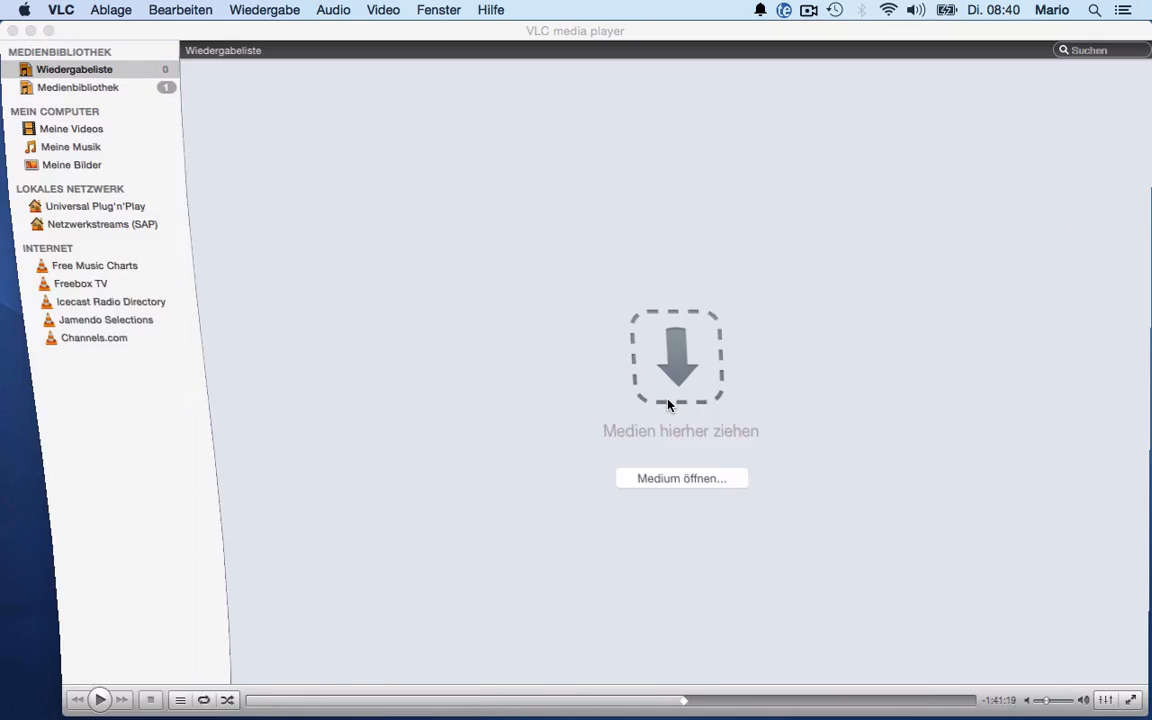 VLC Ablage Bearbeiten Wiedergabe Audio Video Fenster Hilfe Di. 08:40 Mario
VLC media player
MEDIENBIBLIOTHEK
Wiedergabeliste 0
Medienbibliothek 1
MEIN COMPUTER
Meine Videos
Meine Musik
Meine Bilder
LOKALES NETZWERK
Universal Plug'n'Play
Netzwerkstreams (SAP)
INTERNET
Free Music Charts
Freebox TV
Icecast Radio Directory
Jamendo Selections
Channels.com
Wiedergabeliste
Suchen
Medien hierher ziehen
Medium öffnen...
-1:41:19